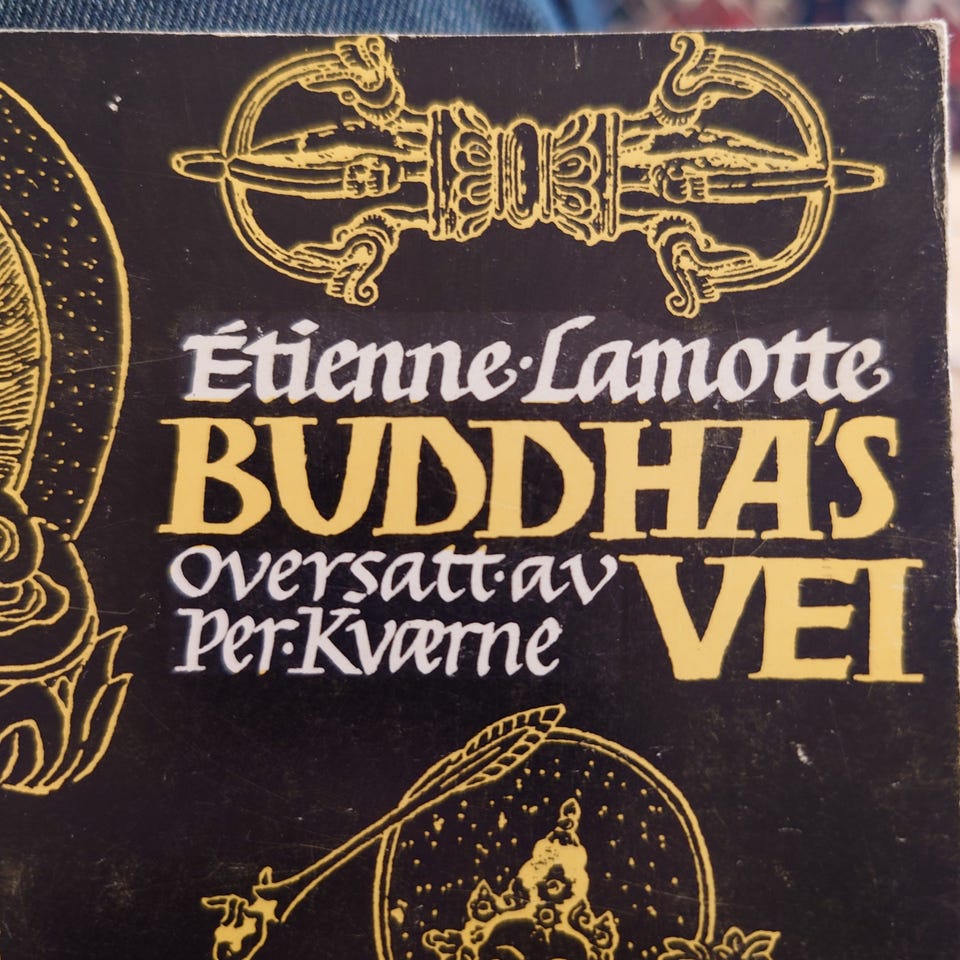 Étienne·Lamotte
BUDDHA'S
Oversatt·av VEI
Per·Kværne